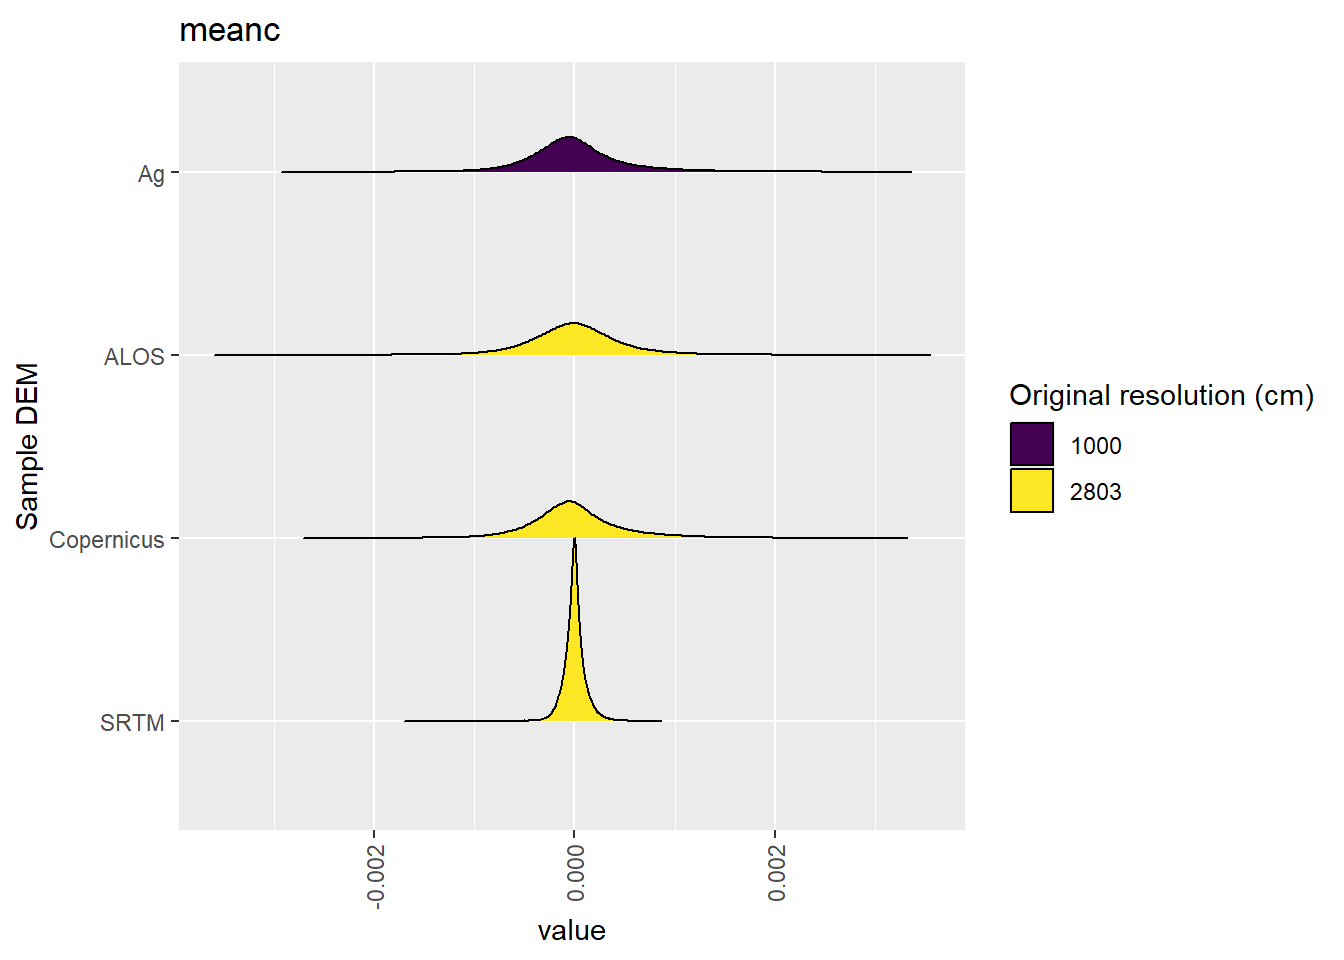 meanc
Sample DEM
Ag
ALOS
Copernicus
SRTM
-0.002
0.000
0.002
value
Original resolution (cm)
1000
2803